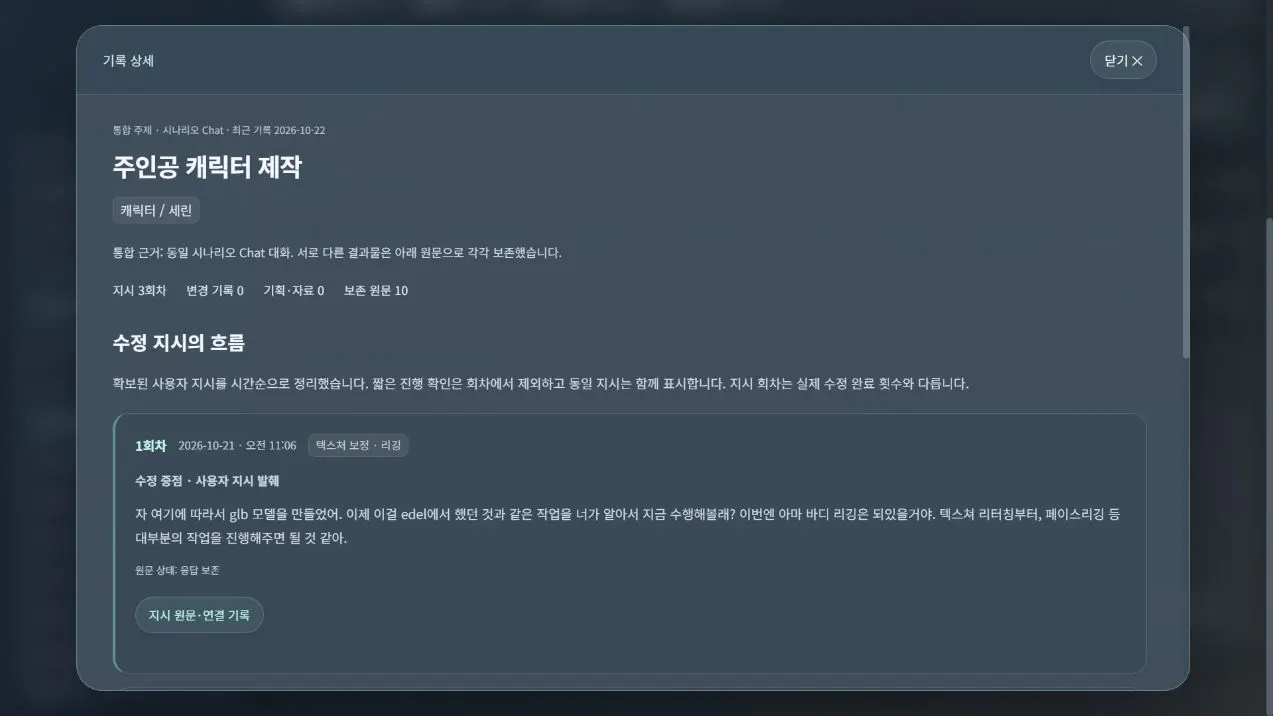 기록 상세
닫기 ×
통합 주제 · 시나리오 Chat · 최근 기록 2026-10-22
주인공 캐릭터 제작
캐릭터 / 세린
통합 근거: 동일 시나리오 Chat 대화. 서로 다른 결과물은 아래 원문으로 각각 보존했습니다.
지시 3회차 변경 기록 0 기획·자료 0 보존 원문 10
수정 지시의 흐름
확보된 사용자 지시를 시간순으로 정리했습니다. 짧은 진행 확인은 회차에서 제외하고 동일 지시는 함께 표시합니다. 지시 회차는 실제 수정 완료 횟수와 다릅니다.
1회차 2026-10-21 · 오전 11:06 텍스처 보정 · 리깅
수정 중점 · 사용자 지시 발췌
자 여기에 따라서 glb 모델을 만들었어. 이제 이걸 edel에서 했던 것과 같은 작업을 너가 알아서 지금 수행해볼래? 이번엔 아마 바디 리깅은 되있을거야. 텍스쳐 리터칭부터, 페이스리깅 등
대부분의 작업을 진행해주면 될 것 같아.
원문 상태: 응답 보존
지시 원문·연결 기록